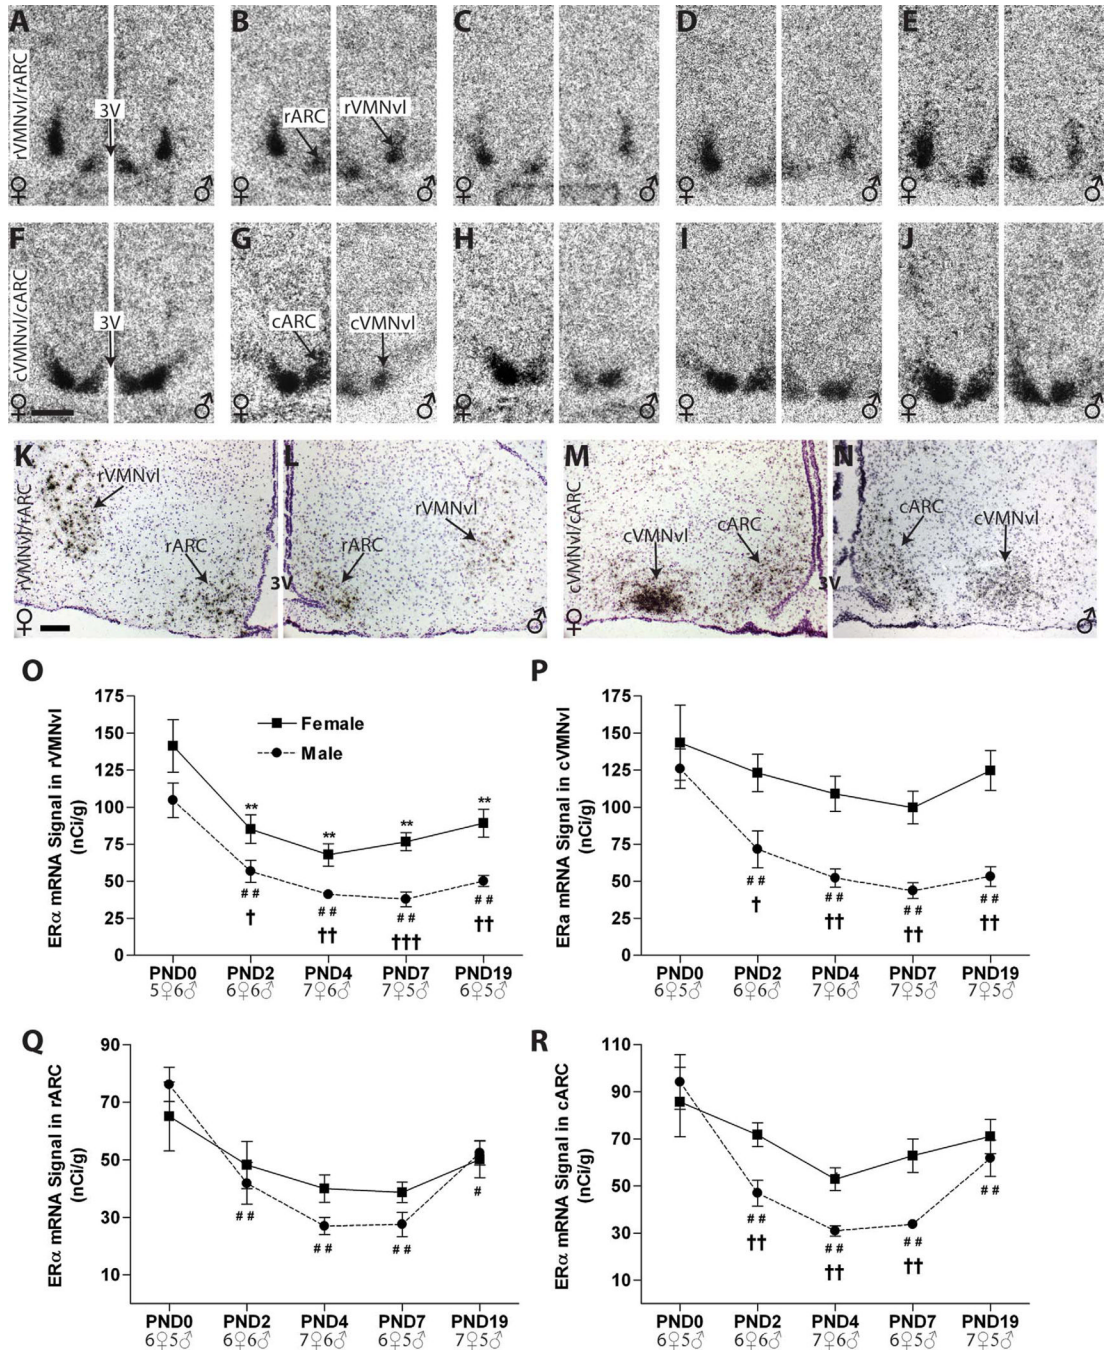 A B C D E
rVMNvl/rARC
3V
rARC
rVMNvl
♀ ♂ ♀ ♂ ♀ ♂ ♀ ♂ ♀ ♂
F G H I J
cVMNvl/cARC
3V
cARC
cVMNvl
♀ ♂ ♀ ♂ ♀ ♂ ♀ ♂ ♀ ♂
K L M N
rVMNvl/rARC
rVMNvl
rARC
rARC
rVMNvl
3V
♀ ♂
cVMNvl/cARC
cVMNvl
cARC
cARC
cVMNvl
3V
♀ ♂
O
ERα mRNA Signal in rVMNvl
(nCi/g)
175
150
125
100
75
50
25
0
Female
Male
** ** ** **
## ## ## ##
† †† ††† ††
PND0 PND2 PND4 PND7 PND19
5♀6♂ 6♀6♂ 7♀6♂ 7♀5♂ 6♀5♂
P
ERa mRNA Signal in cVMNvl
(nCi/g)
175
150
125
100
75
50
25
0
## ## ## ##
† †† †† ††
PND0 PND2 PND4 PND7 PND19
6♀5♂ 6♀6♂ 7♀6♂ 7♀5♂ 7♀5♂
Q
ERα mRNA Signal in rARC
(nCi/g)
90
70
50
30
10
## ## ## #
PND0 PND2 PND4 PND7 PND19
6♀5♂ 6♀6♂ 7♀6♂ 6♀5♂ 7♀5♂
R
ERα mRNA Signal in cARC
(nCi/g)
110
90
70
50
30
10
## ## ## ##
†† †† ††
PND0 PND2 PND4 PND7 PND19
6♀5♂ 6♀6♂ 7♀6♂ 6♀5♂ 7♀5♂